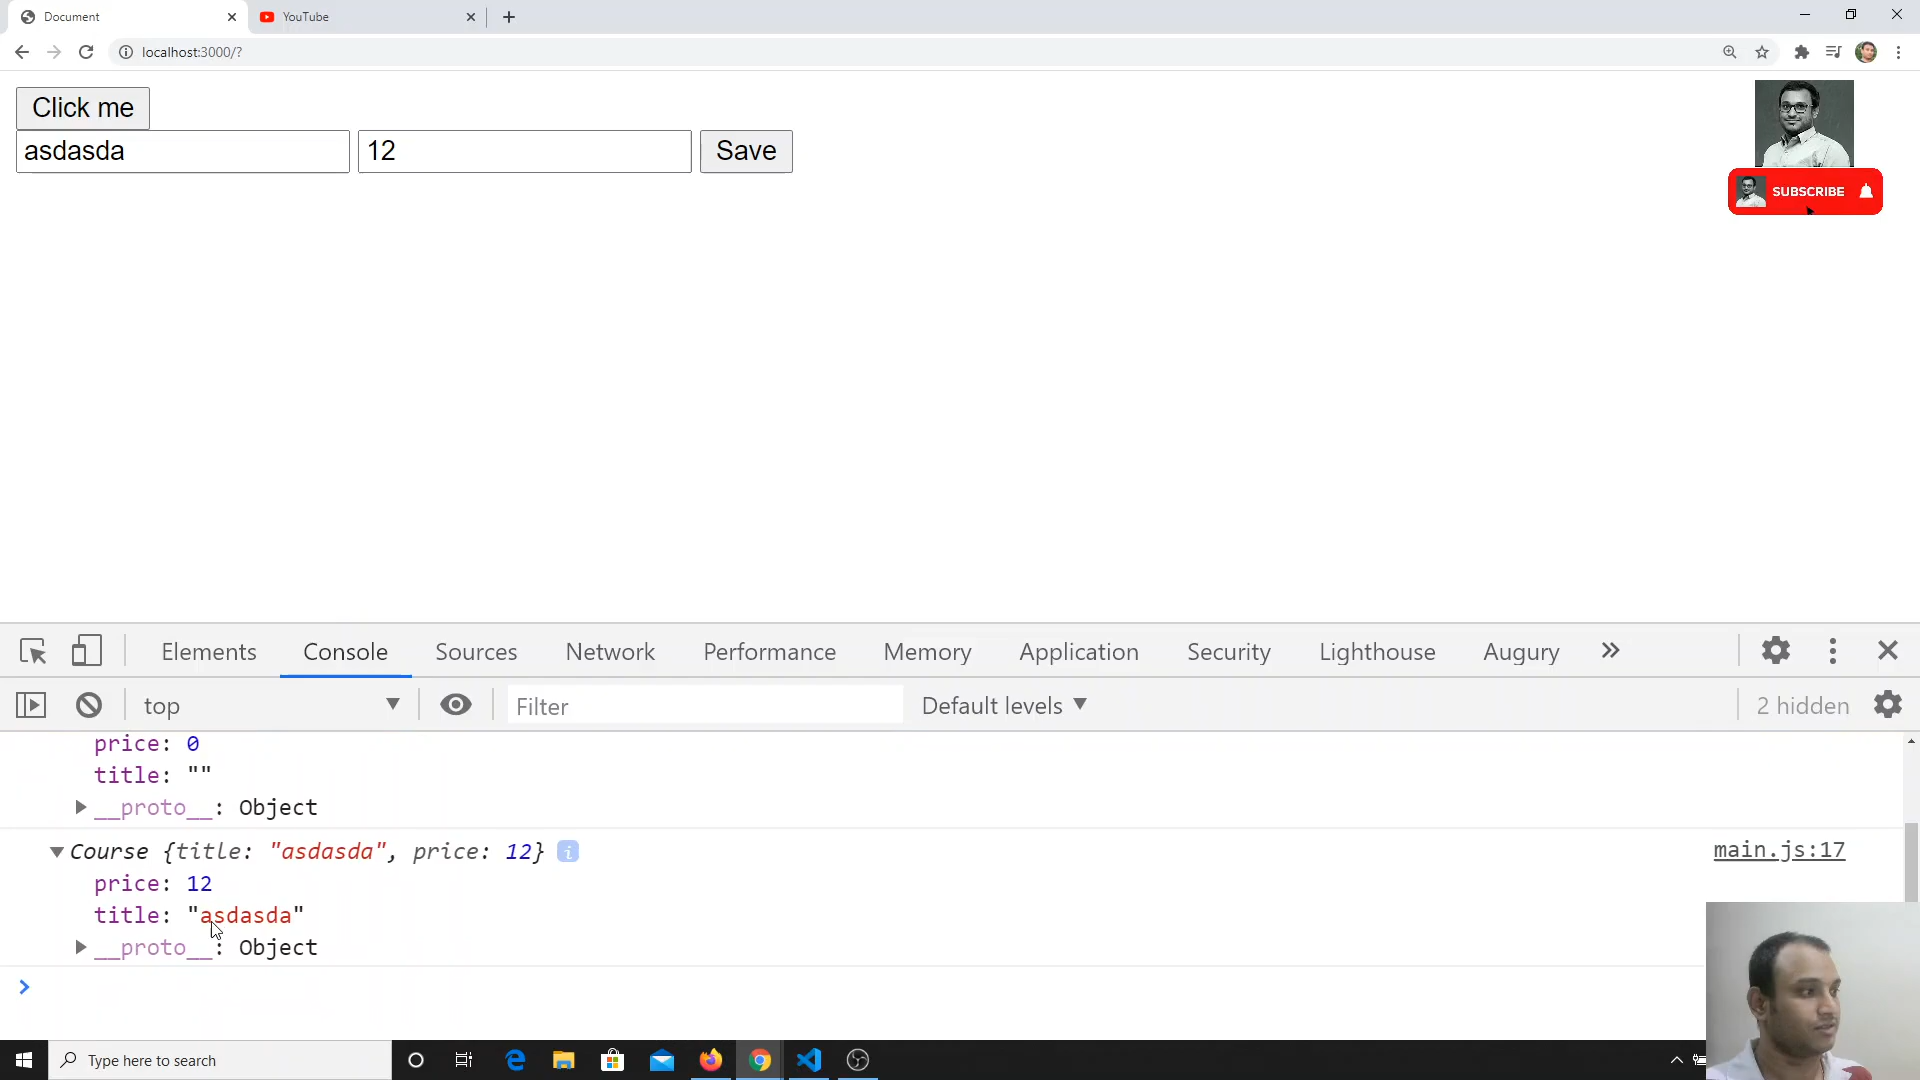 Document
YouTube
localhost:3000/?
Click me
asdasda
12
Save
SUBSCRIBE
Elements
Console
Sources
Network
Performance
Memory
Application
Security
Lighthouse
Augury
top
Filter
Default levels
2 hidden
price: 0
title: ""
__proto__: Object
Course {title: "asdasda", price: 12}
main.js:17
price: 12
title: "asdasda"
__proto__: Object
Type here to search